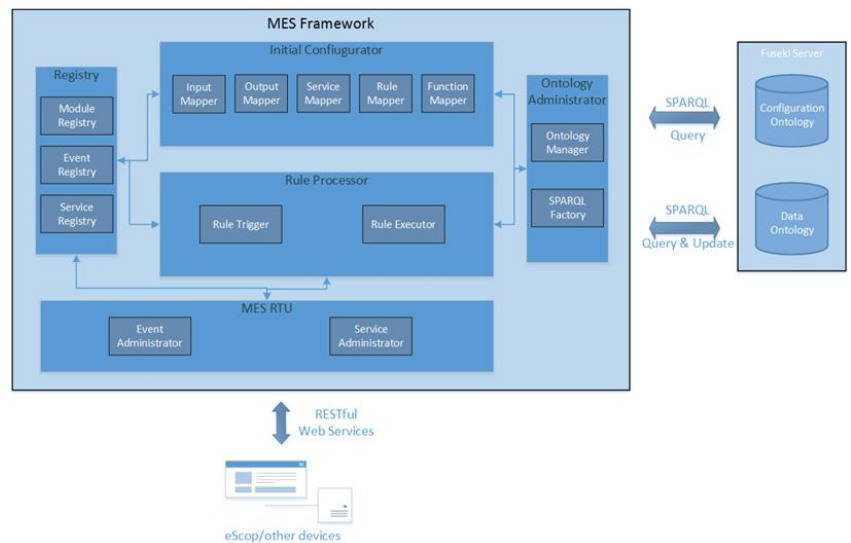 MES Framework
Initial Confiugurator
Input
Mapper
Output
Mapper
Service
Mapper
Rule
Mapper
Function
Mapper
Registry
Module
Registry
Event
Registry
Service
Registry
Rule Processor
Rule Trigger
Rule Executor
Ontology
Administrator
Ontology
Manager
SPARQL
Factory
MES RTU
Event
Administrator
Service
Administrator
SPARQL
Query
SPARQL
Query & Update
Fuseki Server
Configuration
Ontology
Data
Ontology
RESTful
Web Services
eScop/other devices